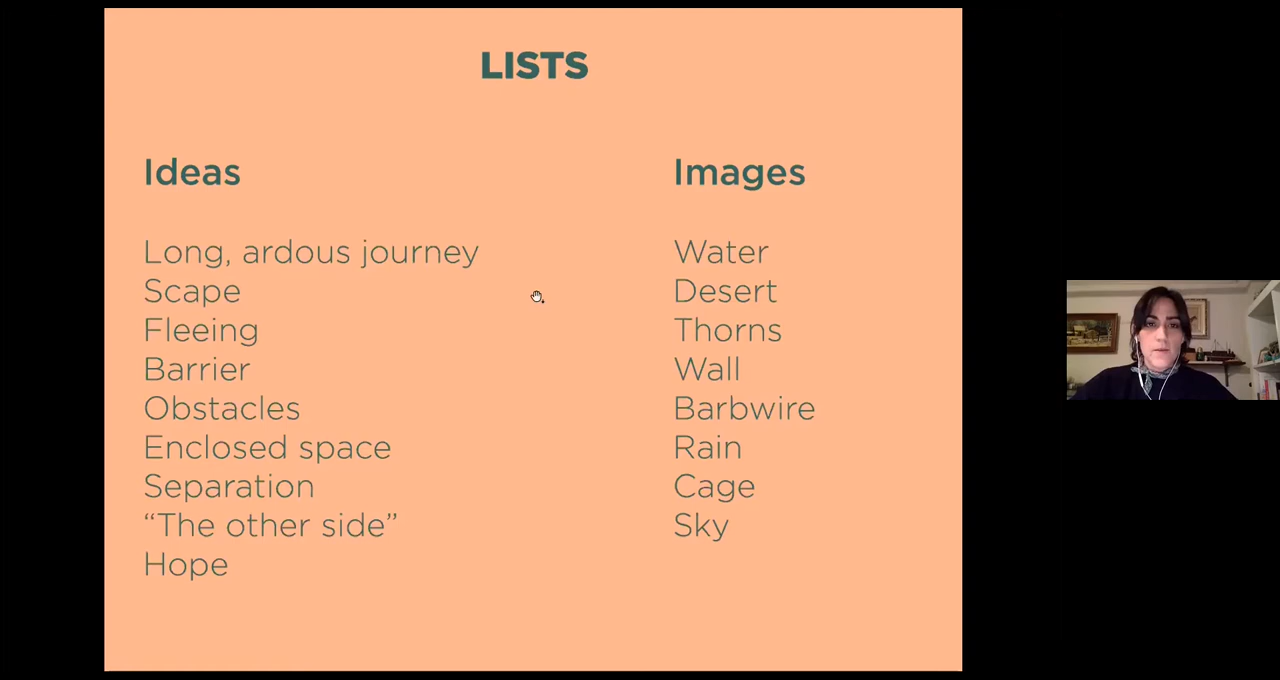 LISTS
Ideas
Long, ardous journey
Scape
Fleeing
Barrier
Obstacles
Enclosed space
Separation
“The other side”
Hope
Images
Water
Desert
Thorns
Wall
Barbwire
Rain
Cage
Sky